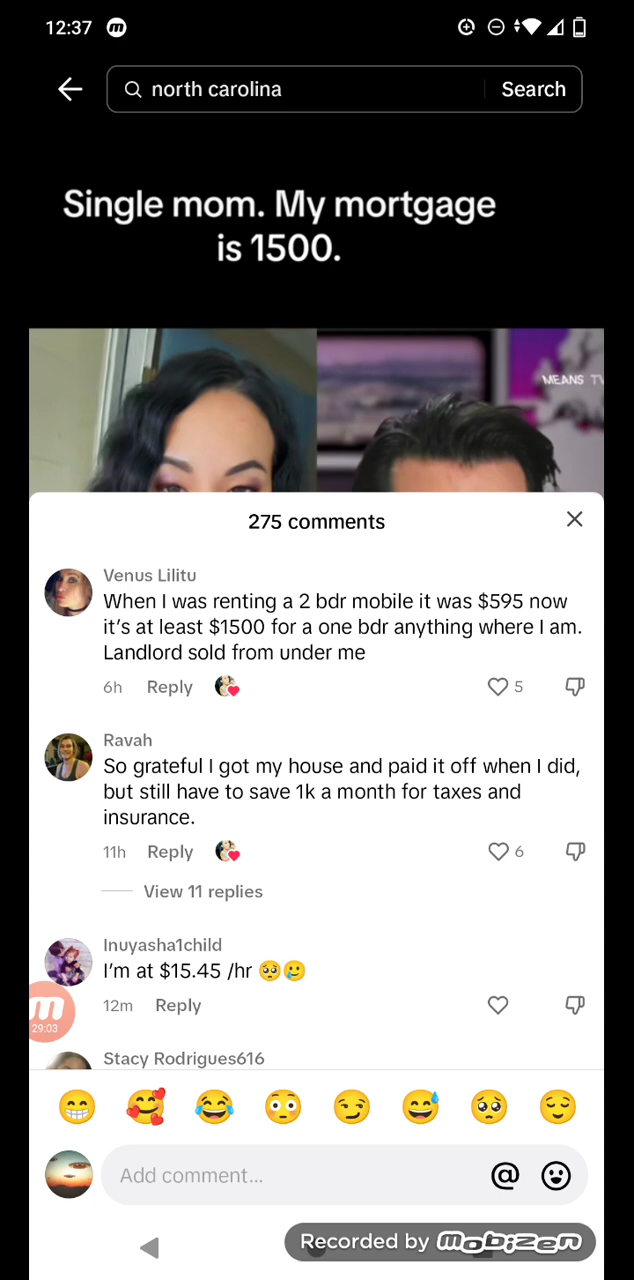 12:37
north carolina
Search
Single mom. My mortgage
is 1500.
MEANS TV
275 comments
Venus Lilitu
When I was renting a 2 bdr mobile it was $595 now
it's at least $1500 for a one bdr anything where I am.
Landlord sold from under me
6h Reply 5
Ravah
So grateful I got my house and paid it off when I did,
but still have to save 1k a month for taxes and
insurance.
11h Reply 6
View 11 replies
Inuyasha1child
I'm at $15.45 /hr 🥺🥲
12m Reply
29:03
Stacy Rodrigues616
Add comment...
Recorded by mobizen